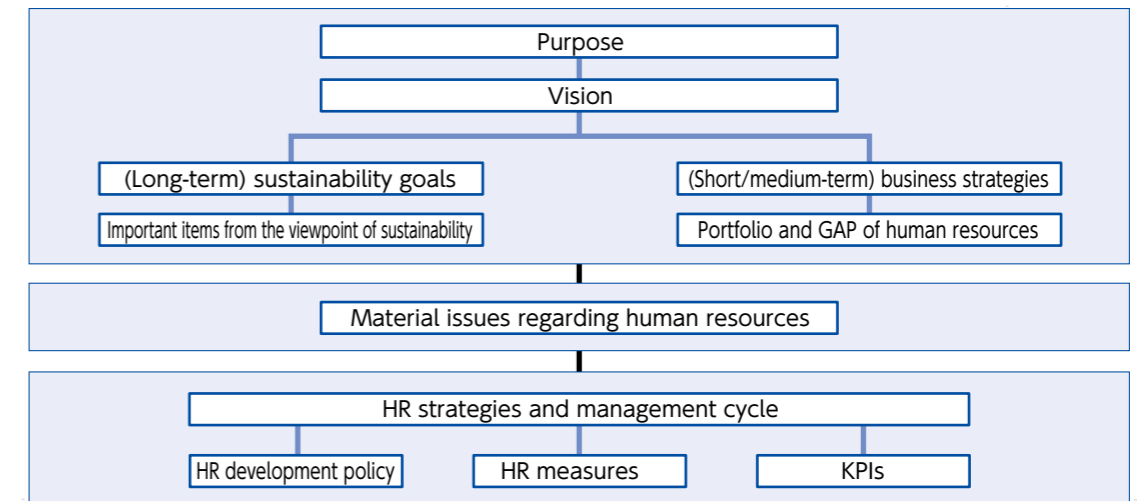 Purpose
Vision
(Long-term) sustainability goals
(Short/medium-term) business strategies
Important items from the viewpoint of sustainability
Portfolio and GAP of human resources
Material issues regarding human resources
HR strategies and management cycle
HR development policy
HR measures
KPIs